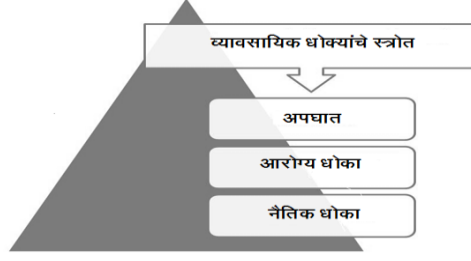 व्यावसायिक धोक्यांचे स्त्रोत
अपघात
आरोग्य धोका
नैतिक धोका